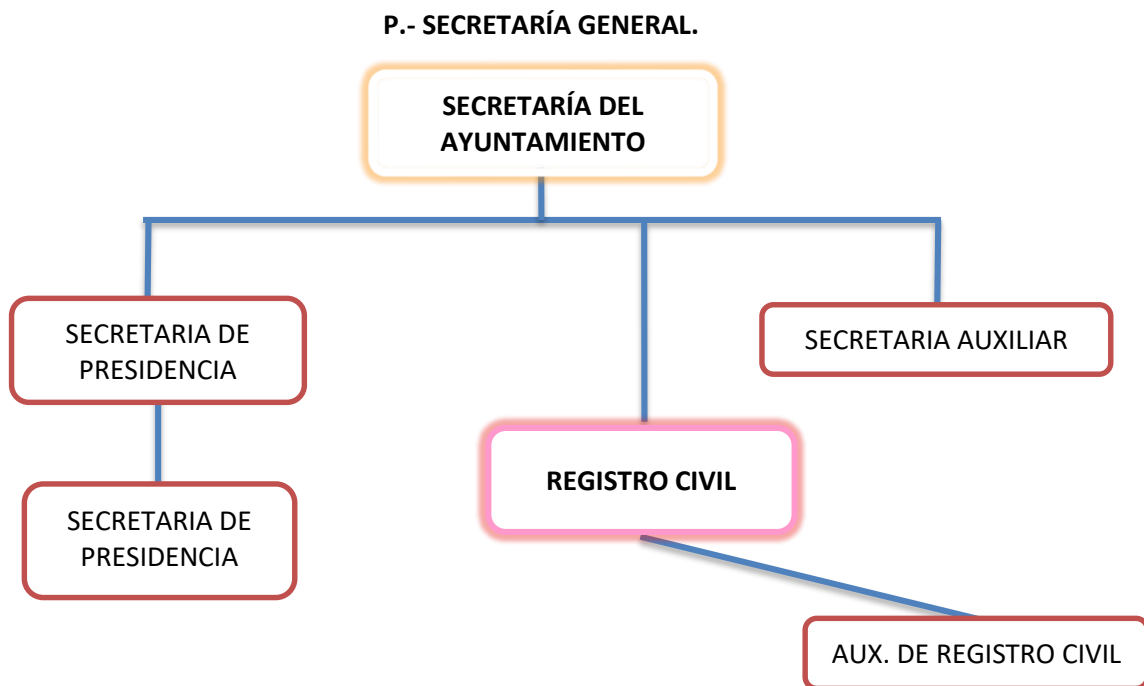 P.- SECRETARÍA GENERAL.
SECRETARÍA DEL
AYUNTAMIENTO
SECRETARIA DE
PRESIDENCIA
SECRETARIA AUXILIAR
REGISTRO CIVIL
SECRETARIA DE
PRESIDENCIA
AUX. DE REGISTRO CIVIL